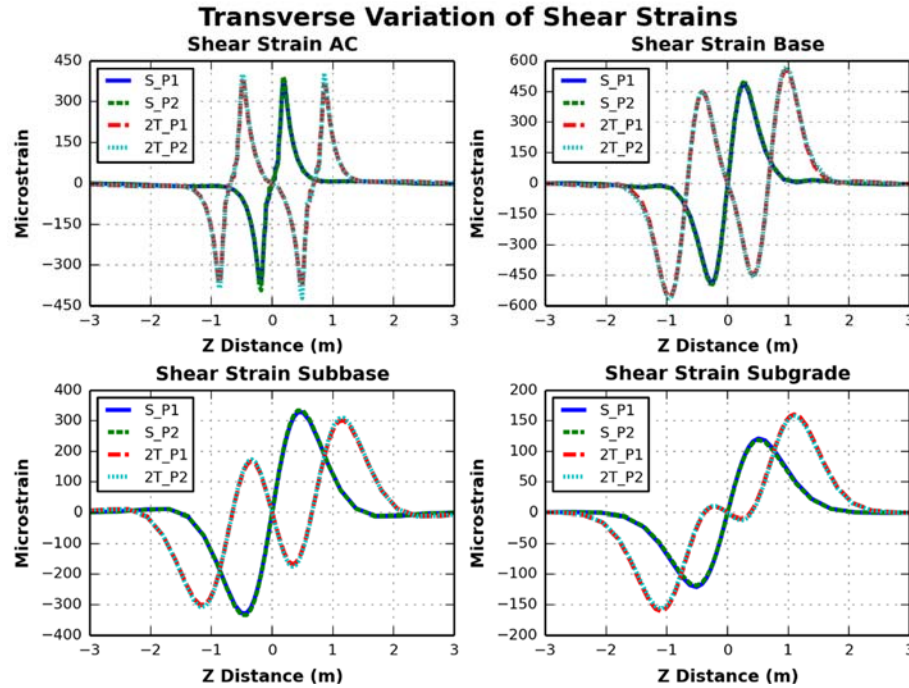 Transverse Variation of Shear Strains
Shear Strain AC
450
300
150
0
−150
−300
−450
Microstrain
S_P1
S_P2
2T_P1
2T_P2
−3 −2 −1 0 1 2 3
Z Distance (m)
Shear Strain Base
600
450
300
150
0
−150
−300
−450
−600
Microstrain
S_P1
S_P2
2T_P1
2T_P2
−3 −2 −1 0 1 2 3
Z Distance (m)
Shear Strain Subbase
400
300
200
100
0
−100
−200
−300
−400
Microstrain
S_P1
S_P2
2T_P1
2T_P2
−3 −2 −1 0 1 2 3
Z Distance (m)
Shear Strain Subgrade
200
150
100
50
0
−50
−100
−150
−200
Microstrain
S_P1
S_P2
2T_P1
2T_P2
−3 −2 −1 0 1 2 3
Z Distance (m)